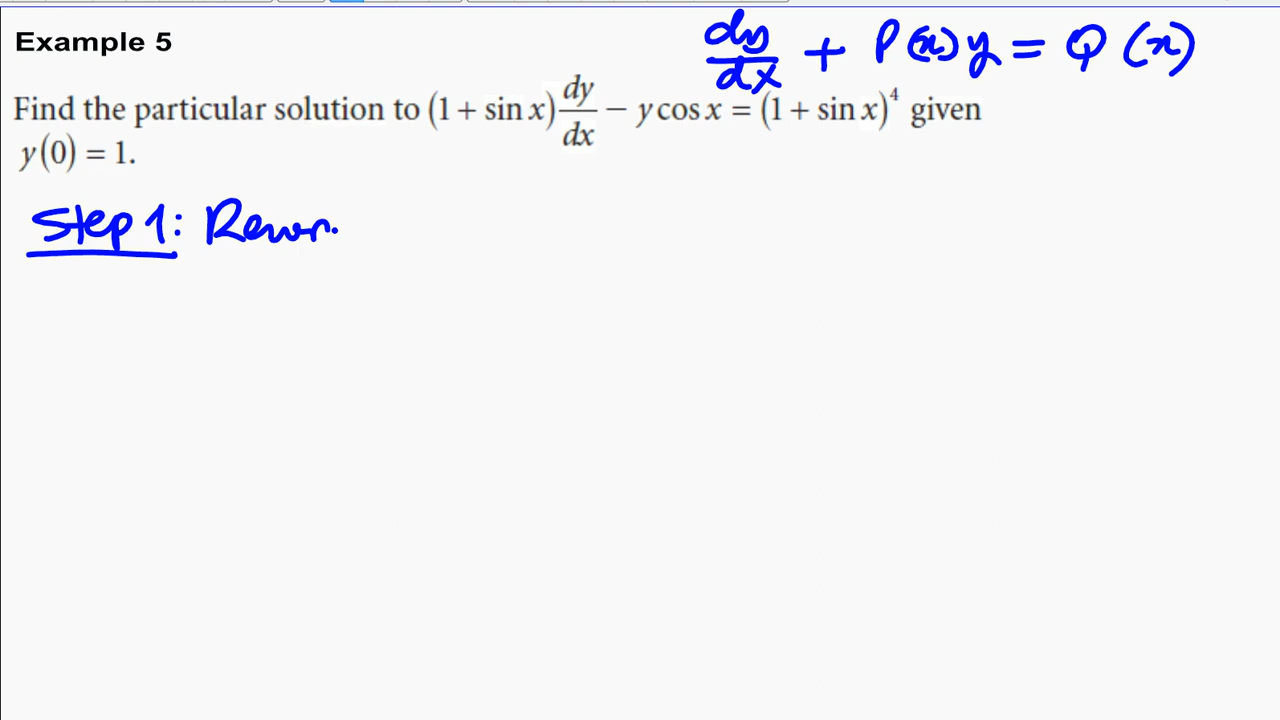 Example 5
dy/dx + P(x)y = Q(x)
Find the particular solution to (1 + sin x) dy/dx − y cos x = (1 + sin x)⁴ given
y(0) = 1.
Step 1: Rewr